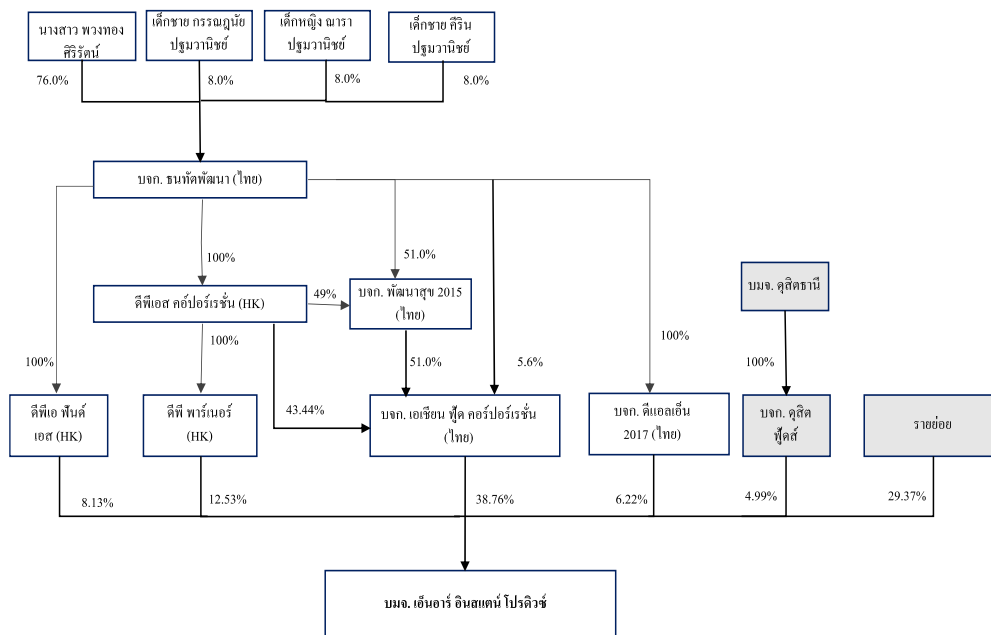 นางสาว พวงทอง
ศิริรัตน์
เด็กชาย กรรณฎนัย
ปฐมวานิชย์
เด็กหญิง ณารา
ปฐมวานิชย์
เด็กชาย คีริน
ปฐมวานิชย์
76.0%
8.0%
8.0%
8.0%
บจก. ธนทัตพัฒนา (ไทย)
100%
51.0%
ดีพีเอส คอ์ปอร์เรชั่น (HK)
49%
บจก. พัฒนาสุข 2015
(ไทย)
บมจ. ดุสิตธานี
100%
100%
43.44%
51.0%
5.6%
100%
100%
ดีพีเอ ฟันด์
เอส (HK)
ดีพี พาร์เนอร์
(HK)
บจก. เอเชียน ฟู้ด คอร์ปอร์เรชั่น
(ไทย)
บจก. ดีแอลเอ็น
2017 (ไทย)
บจก. ดุสิต
ฟู้ดส์
รายย่อย
8.13%
12.53%
38.76%
6.22%
4.99%
29.37%
บมจ. เอ็นอาร์ อินสแตนท์ โปรดิวซ์